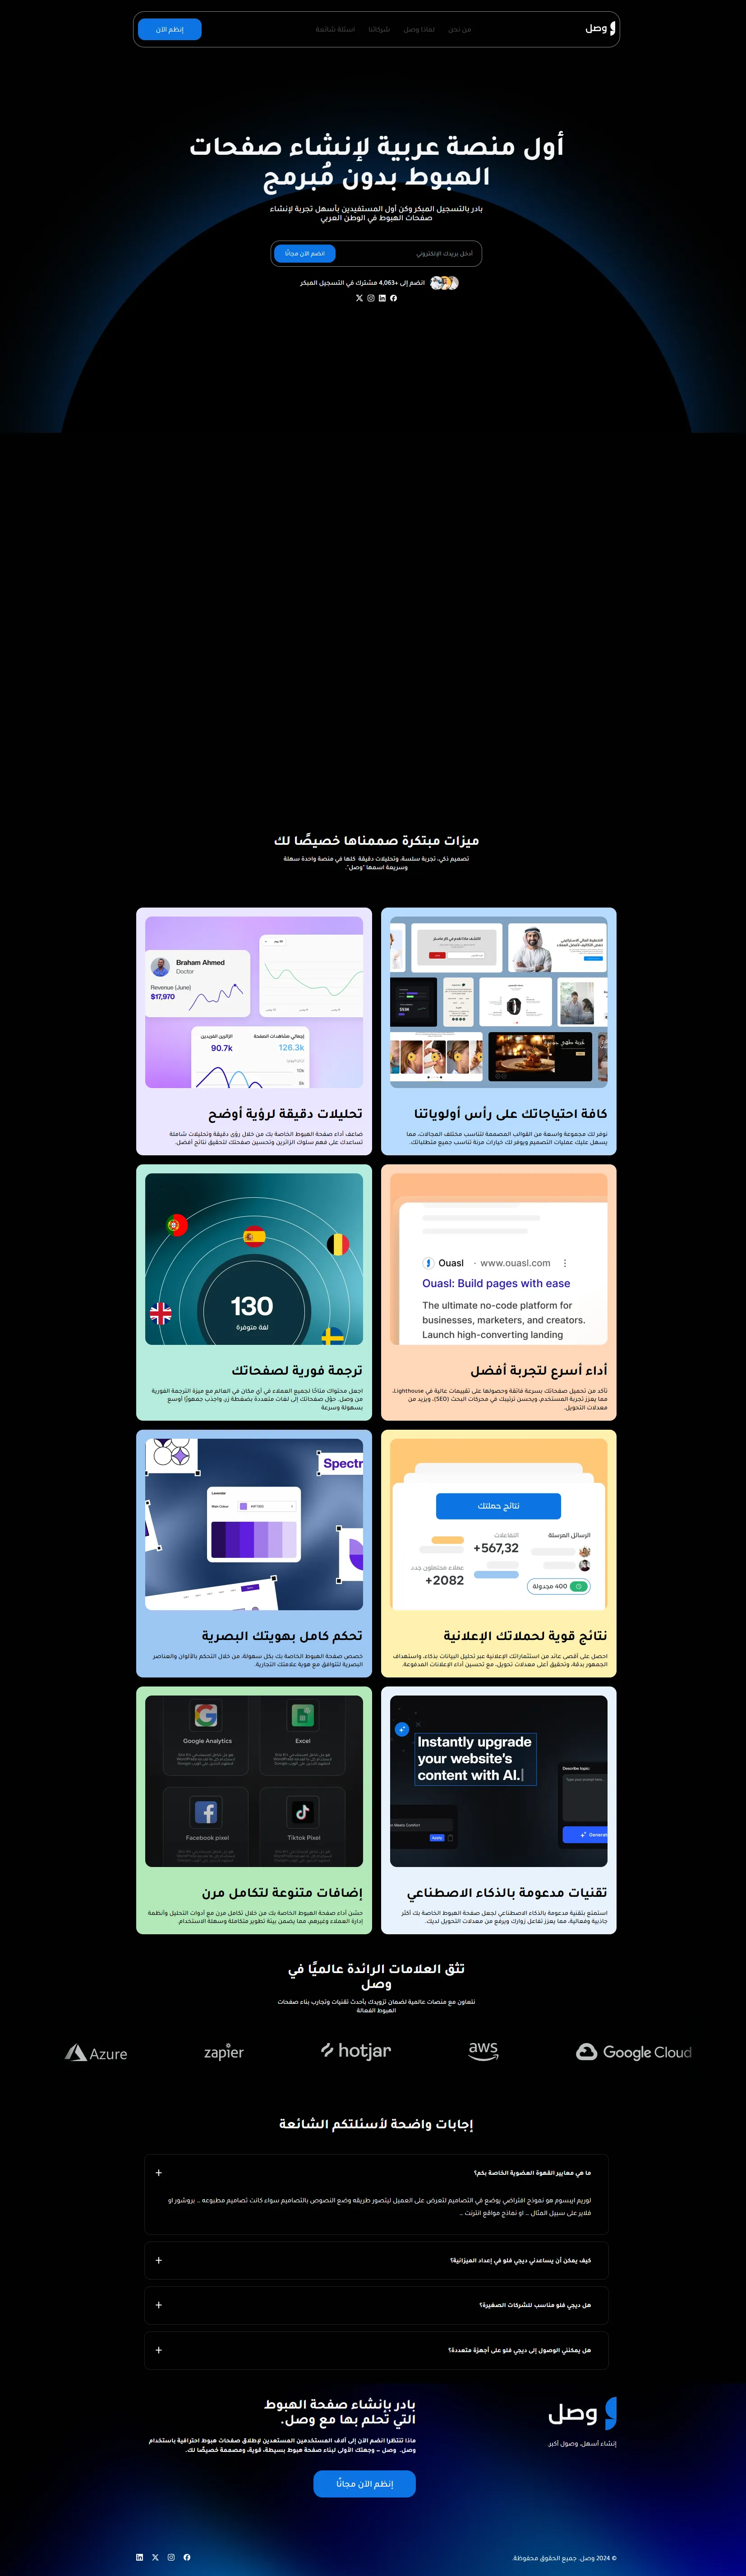 وصل
من نحن
لماذا وصل
شركائنا
اسئلة شائعة
إنظم الآن
أول منصة عربية لإنشاء صفحات
الهبوط بدون مُبرمج
بادر بالتسجيل المبكر وكن أول المستفيدين بأسهل تجربة لإنشاء
صفحات الهبوط في الوطن العربي
أدخل بريدك الإلكتروني
انضم الآن مجانًا
انضم إلى +4,063 مشترك في التسجيل المبكر
ميزات مبتكرة صممناها خصيصًا لك
تصميم ذكي، تجربة سلسة، وتحليلات دقيقة كلها في منصة واحدة سهلة
وسريعة اسمها "وصل".
كافة احتياجاتك على رأس أولوياتنا
نوفر لك مجموعة واسعة من القوالب المصممة لتناسب مختلف المجالات، مما
يسهل عليك عمليات التصميم ويوفر لك خيارات مرنة تناسب جميع متطلباتك.
Braham Ahmed
Doctor
Revenue (June)
$17,970
إجمالي مشاهدات الصفحة
126.3k
الزائرين الفريدين
90.7k
10k
8k
تحليلات دقيقة لرؤية أوضح
ضاعف أداء صفحة الهبوط الخاصة بك من خلال رؤى دقيقة وتحليلات شاملة
تساعدك على فهم سلوك الزائرين وتحسين صفحتك لتحقيق نتائج أفضل.
Ouasl · www.ouasl.com
Ouasl: Build pages with ease
The ultimate no-code platform for
businesses, marketers, and creators.
Launch high-converting landing
أداء أسرع لتجربة أفضل
تأكد من تحميل صفحاتك بسرعة فائقة وحصولها على تقييمات عالية في Lighthouse،
مما يعزز تجربة المستخدم، ويحسن ترتيبك في محركات البحث (SEO)، ويزيد من
معدلات التحويل.
130
لغة متوفرة
ترجمة فورية لصفحاتك
اجعل محتواك متاحًا لجميع العملاء في أي مكان في العالم مع ميزة الترجمة الفورية
من وصل. حوّل صفحاتك إلى لغات متعددة بضغطة زر، واجذب جمهورًا أوسع
بسهولة وسرعة
نتائج حملتك
الرسائل المرسلة
التفاعلات
+567,32
عملاء محتملون جدد
+2082
400 مجدولة
نتائج قوية لحملاتك الإعلانية
احصل على أقصى عائد من استثماراتك الإعلانية عبر تحليل البيانات بذكاء، واستهداف
الجمهور بدقة، وتحقيق أعلى معدلات تحويل، مع تحسين أداء الإعلانات المدفوعة.
Spectr
Lavender
Main Colour
تحكم كامل بهويتك البصرية
خصص صفحة الهبوط الخاصة بك بكل سهولة، من خلال التحكم بالألوان والعناصر
البصرية لتتوافق مع هوية علامتك التجارية.
Instantly upgrade
your website's
content with AI.
Describe topic:
Type your prompt here...
Meets Comfort
Apply
Generat
تقنيات مدعومة بالذكاء الاصطناعي
استمتع بتقنية مدعومة بالذكاء الاصطناعي لجعل صفحة الهبوط الخاصة بك أكثر
جاذبية وفعالية، مما يعزز تفاعل زوارك ويرفع من معدلات التحويل لديك.
Google Analytics
Excel
Facebook pixel
Tiktok Pixel
إضافات متنوعة لتكامل مرن
حسّن أداء صفحة الهبوط الخاصة بك من خلال تكامل مرن مع أدوات التحليل وأنظمة
إدارة العملاء وغيرهم، مما يضمن بيئة تطوير متكاملة وسهلة الاستخدام.
تثق العلامات الرائدة عالميًا في
وصل
نتعاون مع منصات عالمية لضمان تزويدك بأحدث تقنيات وتجارب بناء صفحات
الهبوط الفعالة
Azure
zapier
hotjar
aws
Google Cloud
إجابات واضحة لأسئلتكم الشائعة
ما هي معايير القهوة العضوية الخاصة بكم؟
لوريم ايبسوم هو نموذج افتراضي يوضع في التصاميم لتعرض على العميل ليتصور طريقه وضع النصوص بالتصاميم سواء كانت تصاميم مطبوعه … بروشور او
فلاير على سبيل المثال … او نماذج مواقع انترنت …
كيف يمكن أن يساعدني ديجي فلو في إعداد الميزانية؟
هل ديجي فلو مناسب للشركات الصغيرة؟
هل يمكنني الوصول إلى ديجي فلو على أجهزة متعددة؟
وصل
إنشاء أسهل، وصول أكبر.
بادر بإنشاء صفحة الهبوط
التي تحلم بها مع وصل.
ماذا تنتظر! انضم الآن إلى آلاف المستخدمين المستعدين لإطلاق صفحات هبوط احترافية باستخدام
وصل. وصل – وجهتك الأولى لبناء صفحة هبوط بسيطة، قوية، ومصممة خصيصًا لك.
إنظم الآن مجانًا
© 2024 وصل. جميع الحقوق محفوظة.